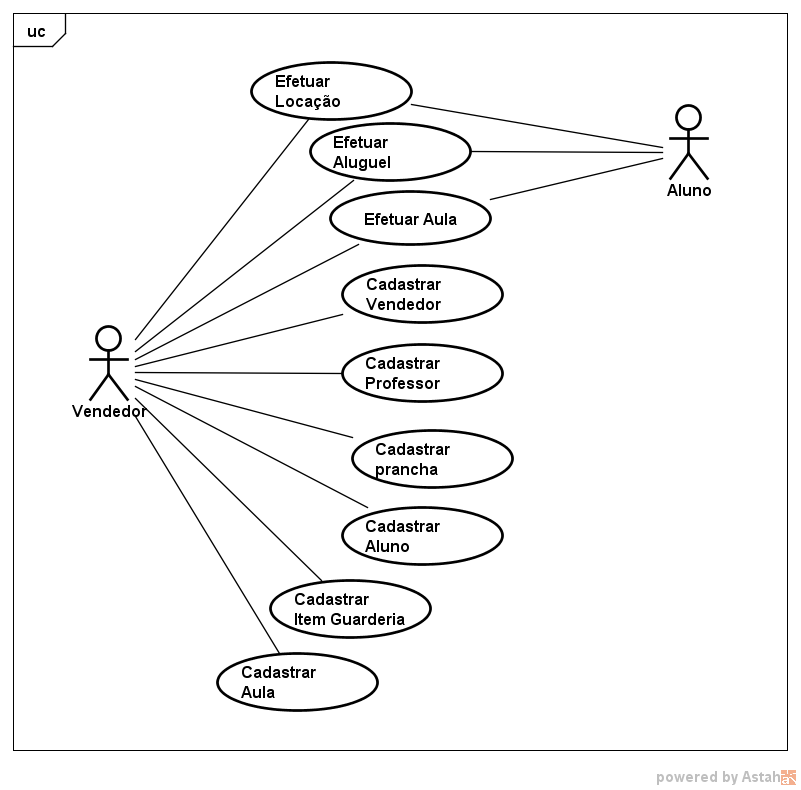 uc
Efetuar
Locação
Efetuar
Aluguel
Aluno
Efetuar Aula
Cadastrar
Vendedor
Cadastrar
Professor
Vendedor
Cadastrar
prancha
Cadastrar
Aluno
Cadastrar
Item Guarderia
Cadastrar
Aula
powered by Astah